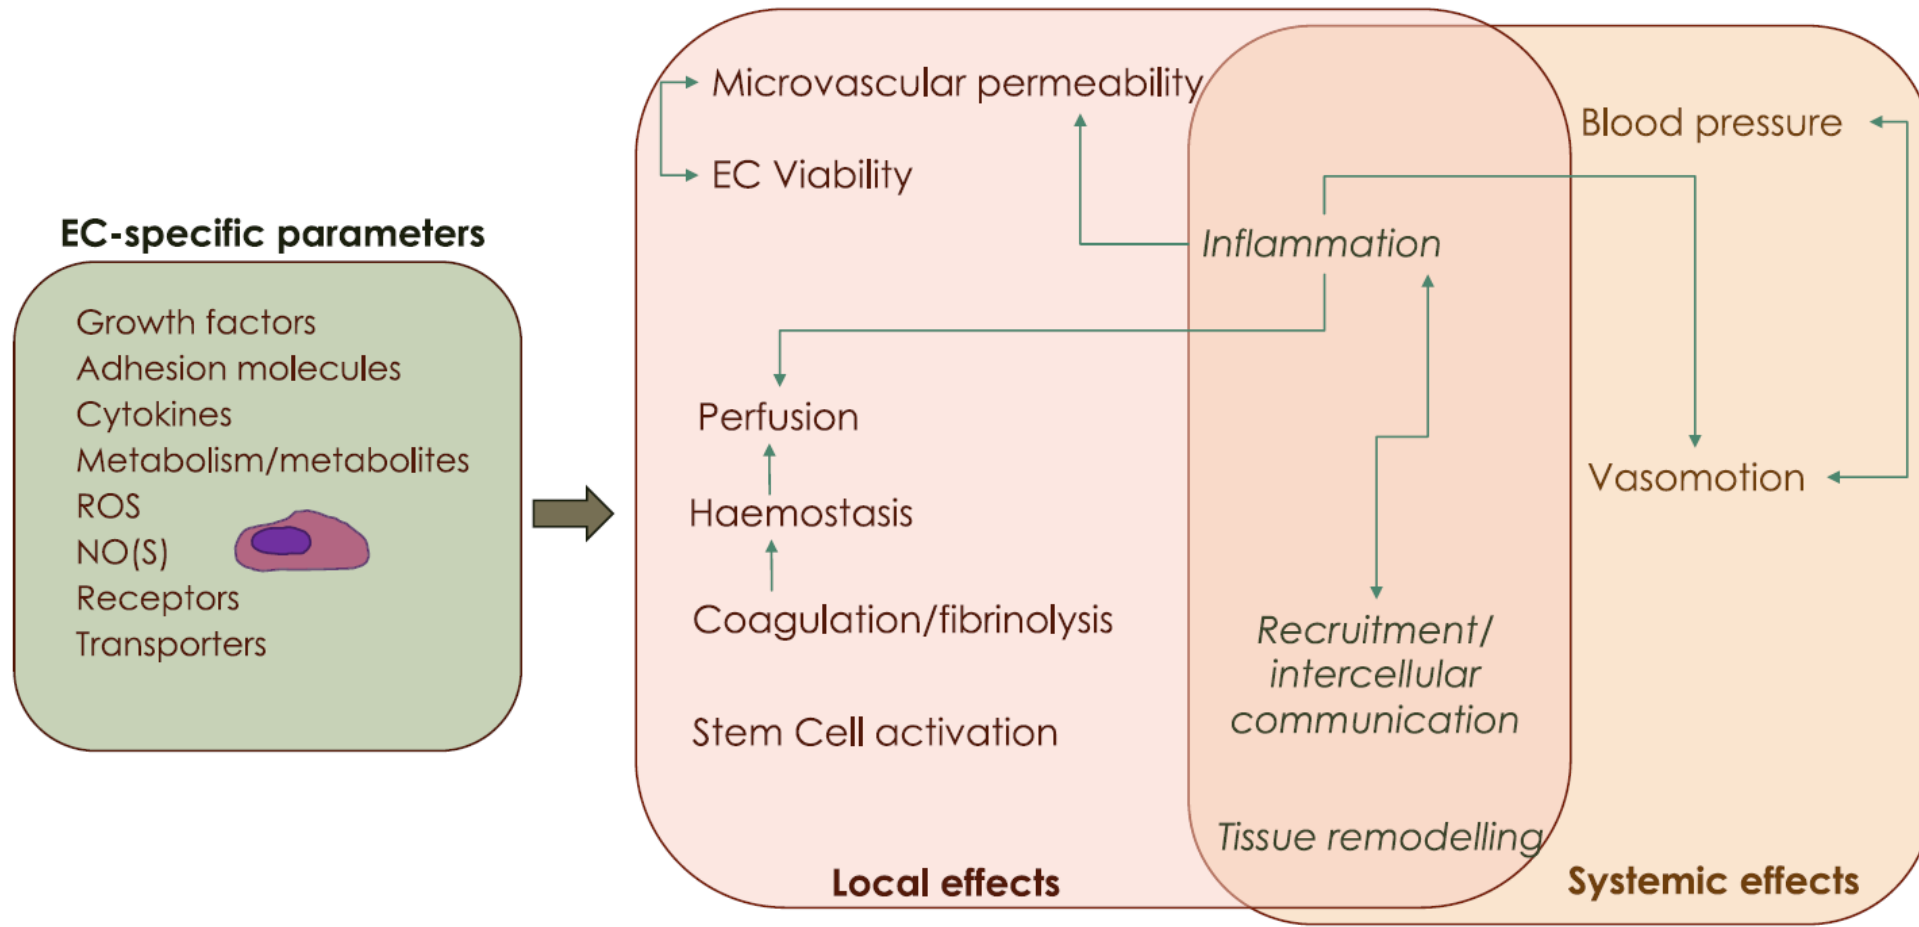 EC-specific parameters
Growth factors
Adhesion molecules
Cytokines
Metabolism/metabolites
ROS
NO(S)
Receptors
Transporters
Microvascular permeability
EC Viability
Perfusion
Haemostasis
Coagulation/fibrinolysis
Stem Cell activation
Local effects
Inflammation
Recruitment/
intercellular
communication
Tissue remodelling
Blood pressure
Vasomotion
Systemic effects